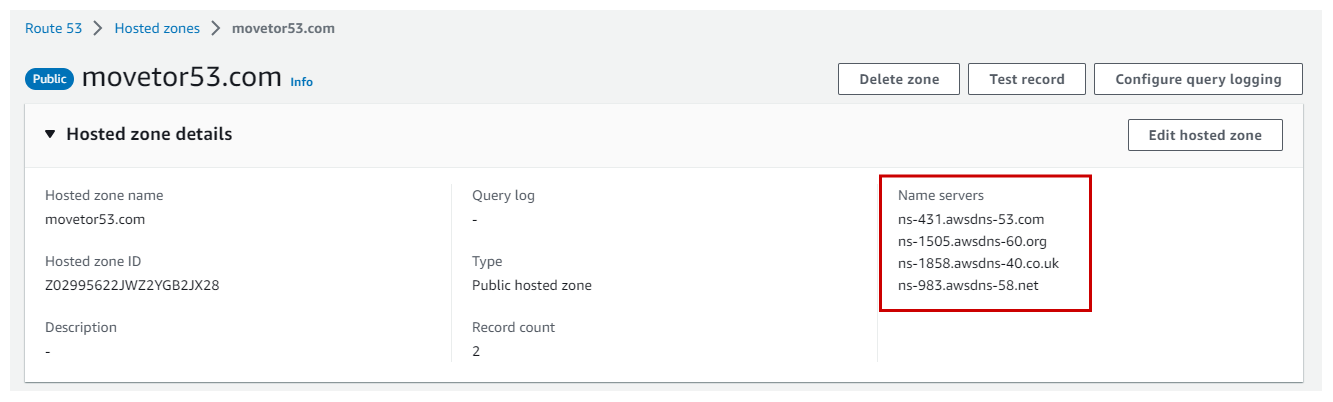 Route 53 > Hosted zones > movetor53.com
Public movetor53.com Info
Delete zone Test record Configure query logging
▼ Hosted zone details
Edit hosted zone
Hosted zone name
movetor53.com
Hosted zone ID
Z02995622JWZ2YGB2JX28
Description
-
Query log
-
Type
Public hosted zone
Record count
2
Name servers
ns-431.awsdns-53.com
ns-1505.awsdns-60.org
ns-1858.awsdns-40.co.uk
ns-983.awsdns-58.net